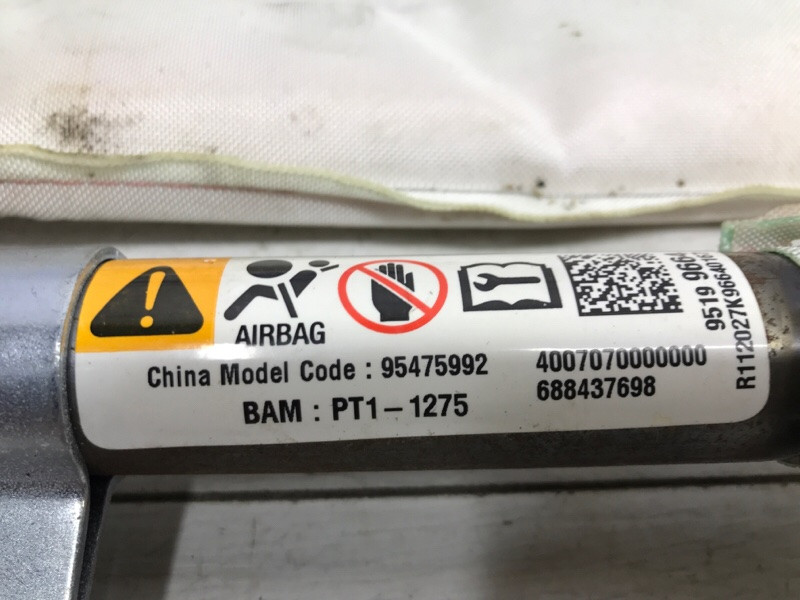 AIRBAG
China Model Code : 95475992
BAM : PT1-1275
4007070000000
688437698
9519